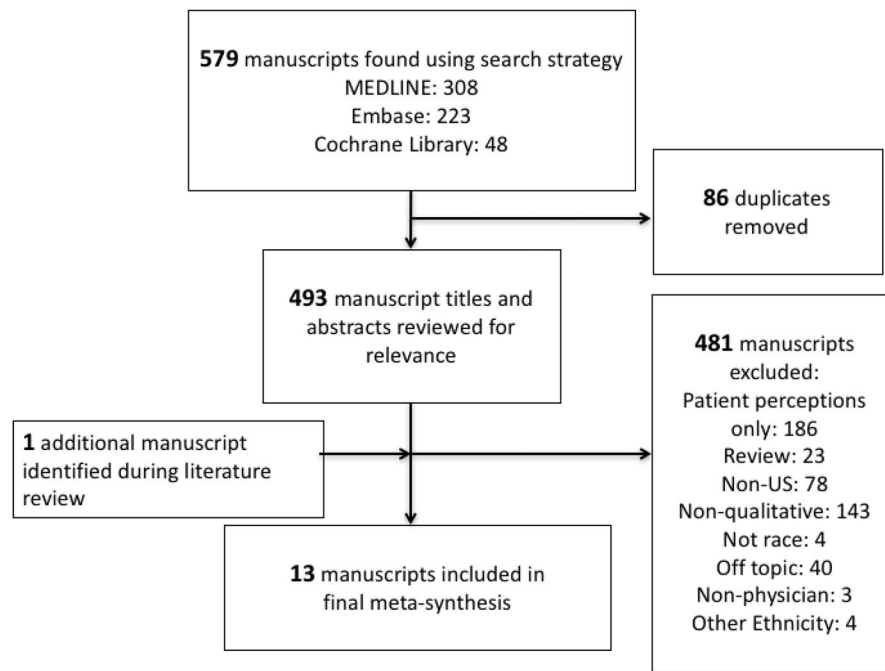 579 manuscripts found using search strategy
MEDLINE: 308
Embase: 223
Cochrane Library: 48
86 duplicates
removed
493 manuscript titles and
abstracts reviewed for
relevance
1 additional manuscript
identified during literature
review
481 manuscripts
excluded:
Patient perceptions
only: 186
Review: 23
Non-US: 78
Non-qualitative: 143
Not race: 4
Off topic: 40
Non-physician: 3
Other Ethnicity: 4
13 manuscripts included in
final meta-synthesis